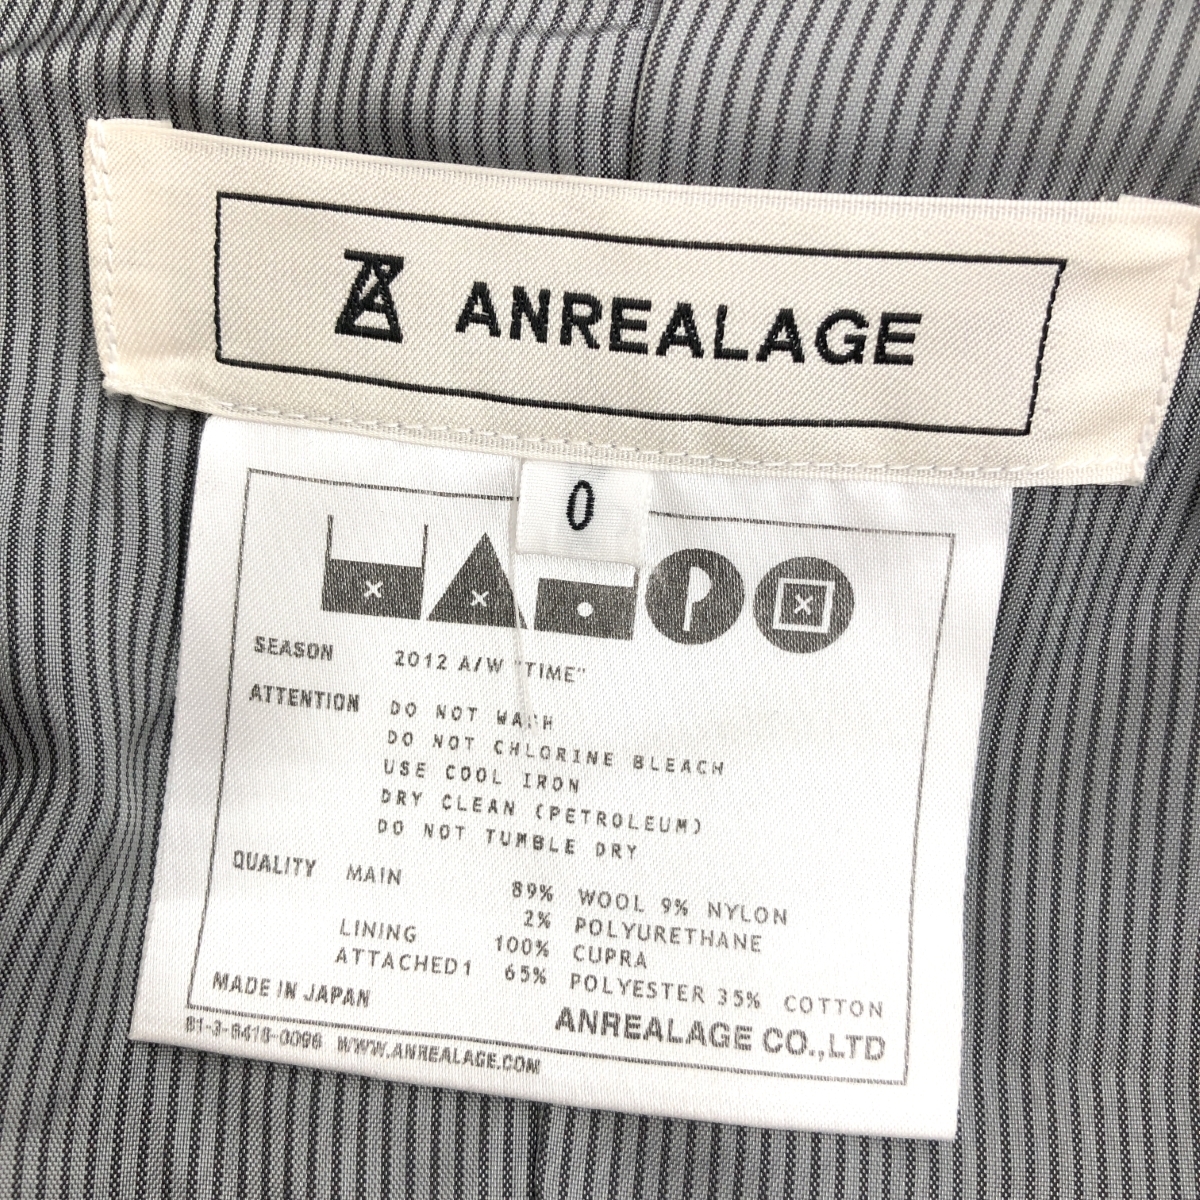 ANREALAGE
0
SEASON 2012 A/W "TIME"
ATTENTION DO NOT WASH
DO NOT CHLORINE BLEACH
USE COOL IRON
DRY CLEAN (PETROLEUM)
DO NOT TUMBLE DRY
QUALITY MAIN 89% WOOL 9% NYLON
2% POLYURETHANE
LINING 100% CUPRA
ATTACHED1 65% POLYESTER 35% COTTON
MADE IN JAPAN
ANREALAGE CO.,LTD
81-3-6416-0096 WWW.ANREALAGE.COM